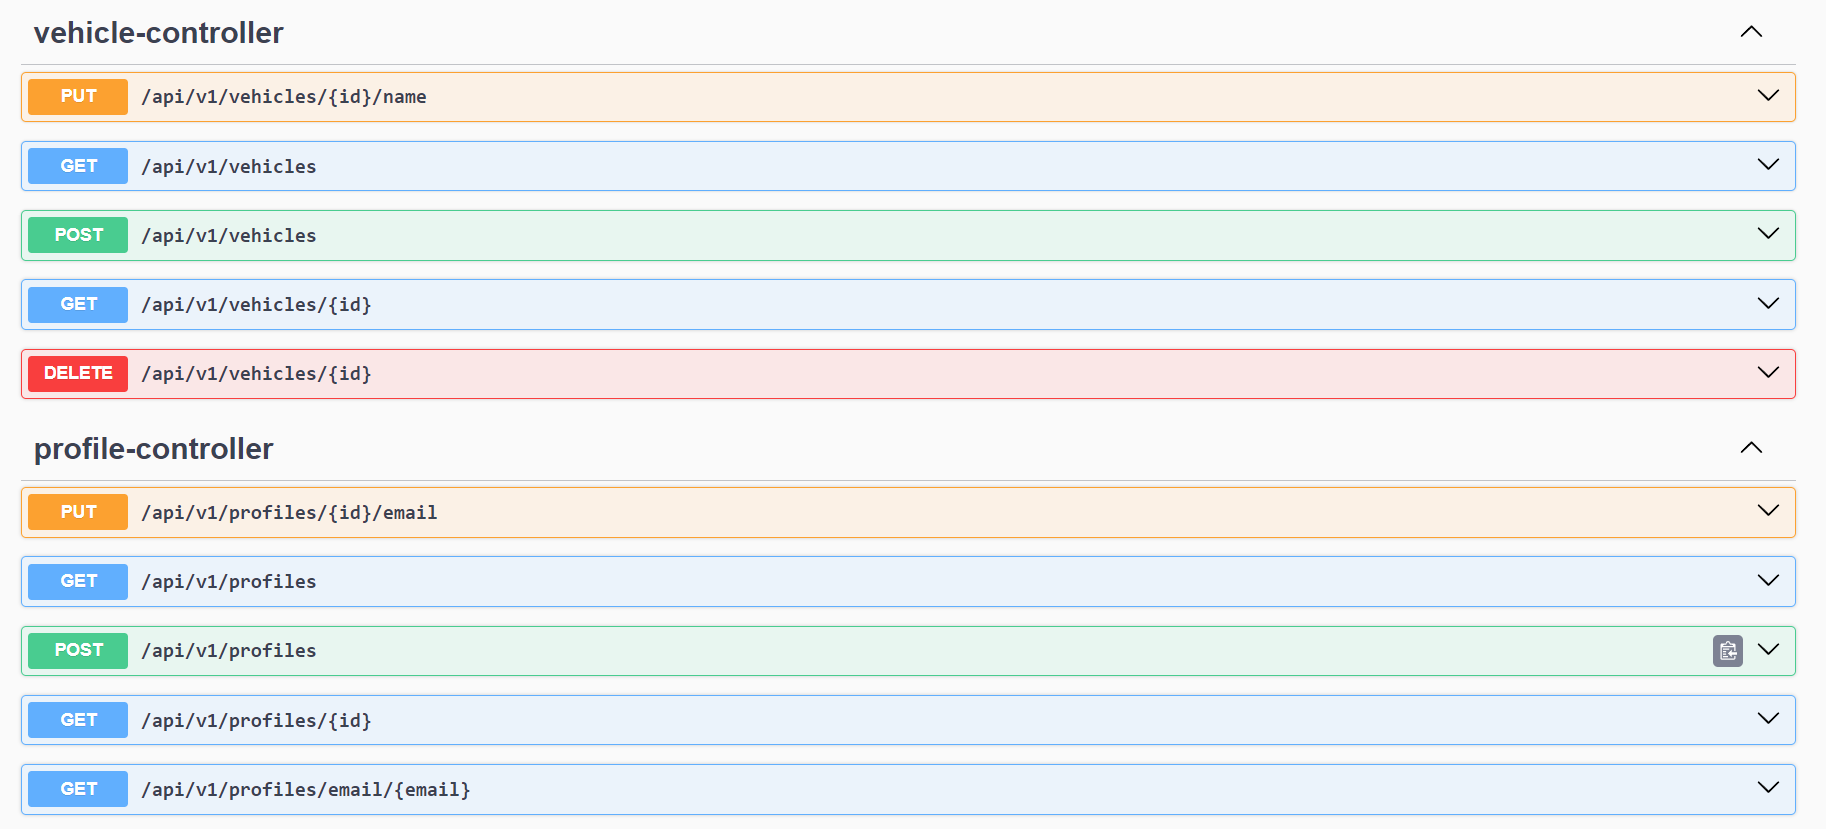 vehicle-controller
PUT /api/v1/vehicles/{id}/name
GET /api/v1/vehicles
POST /api/v1/vehicles
GET /api/v1/vehicles/{id}
DELETE /api/v1/vehicles/{id}
profile-controller
PUT /api/v1/profiles/{id}/email
GET /api/v1/profiles
POST /api/v1/profiles
GET /api/v1/profiles/{id}
GET /api/v1/profiles/email/{email}